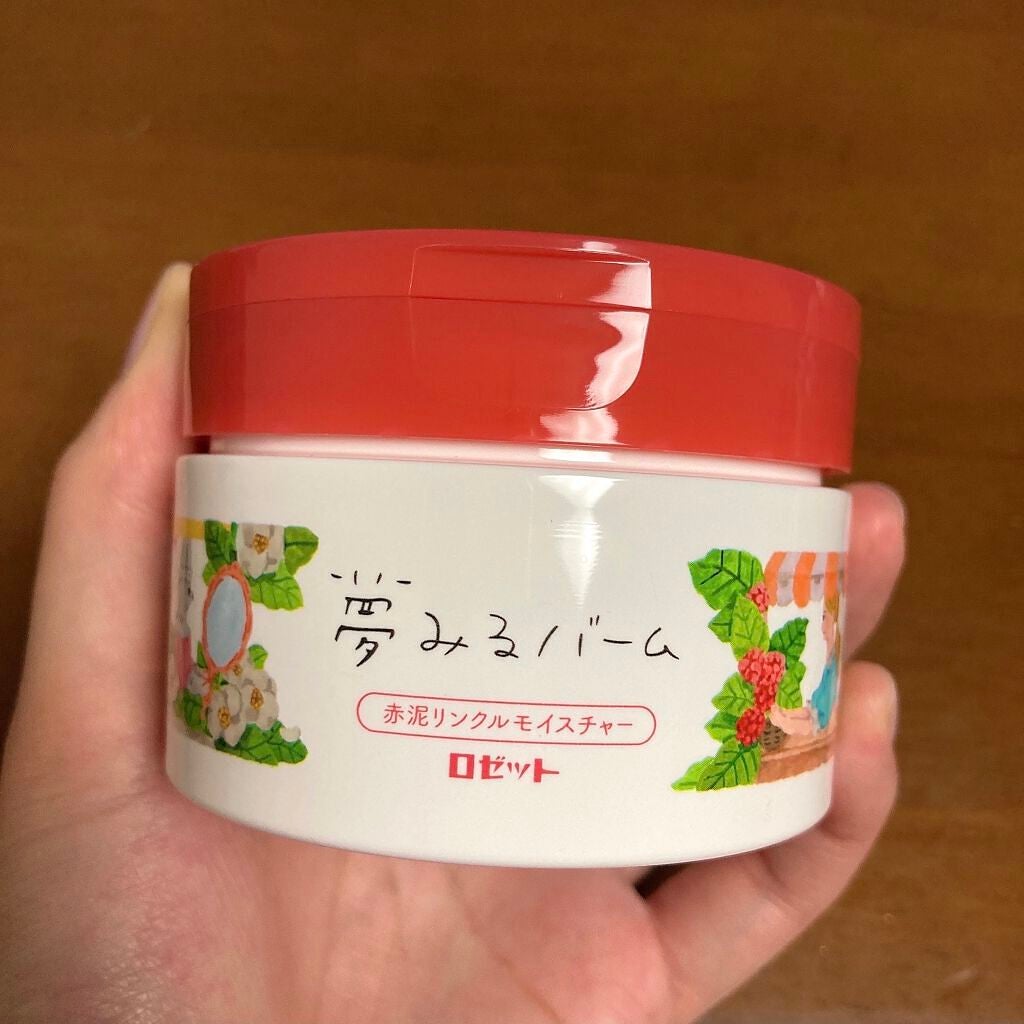 夢みるバーム
赤泥リンクルモイスチャー
ロゼット